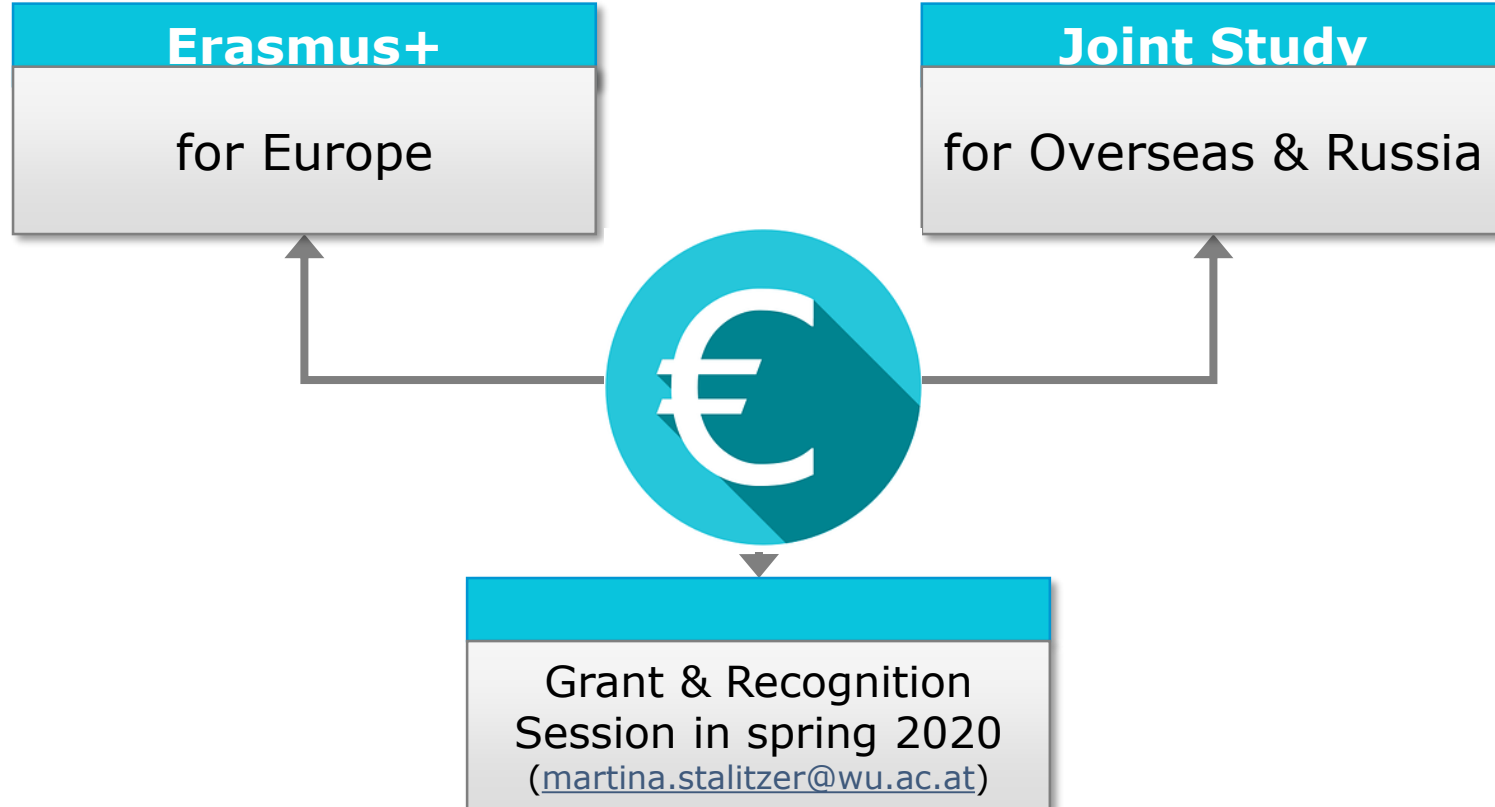 Erasmus+
for Europe
Joint Study
for Overseas & Russia
€
Grant & Recognition
Session in spring 2020
(martina.stalitzer@wu.ac.at)